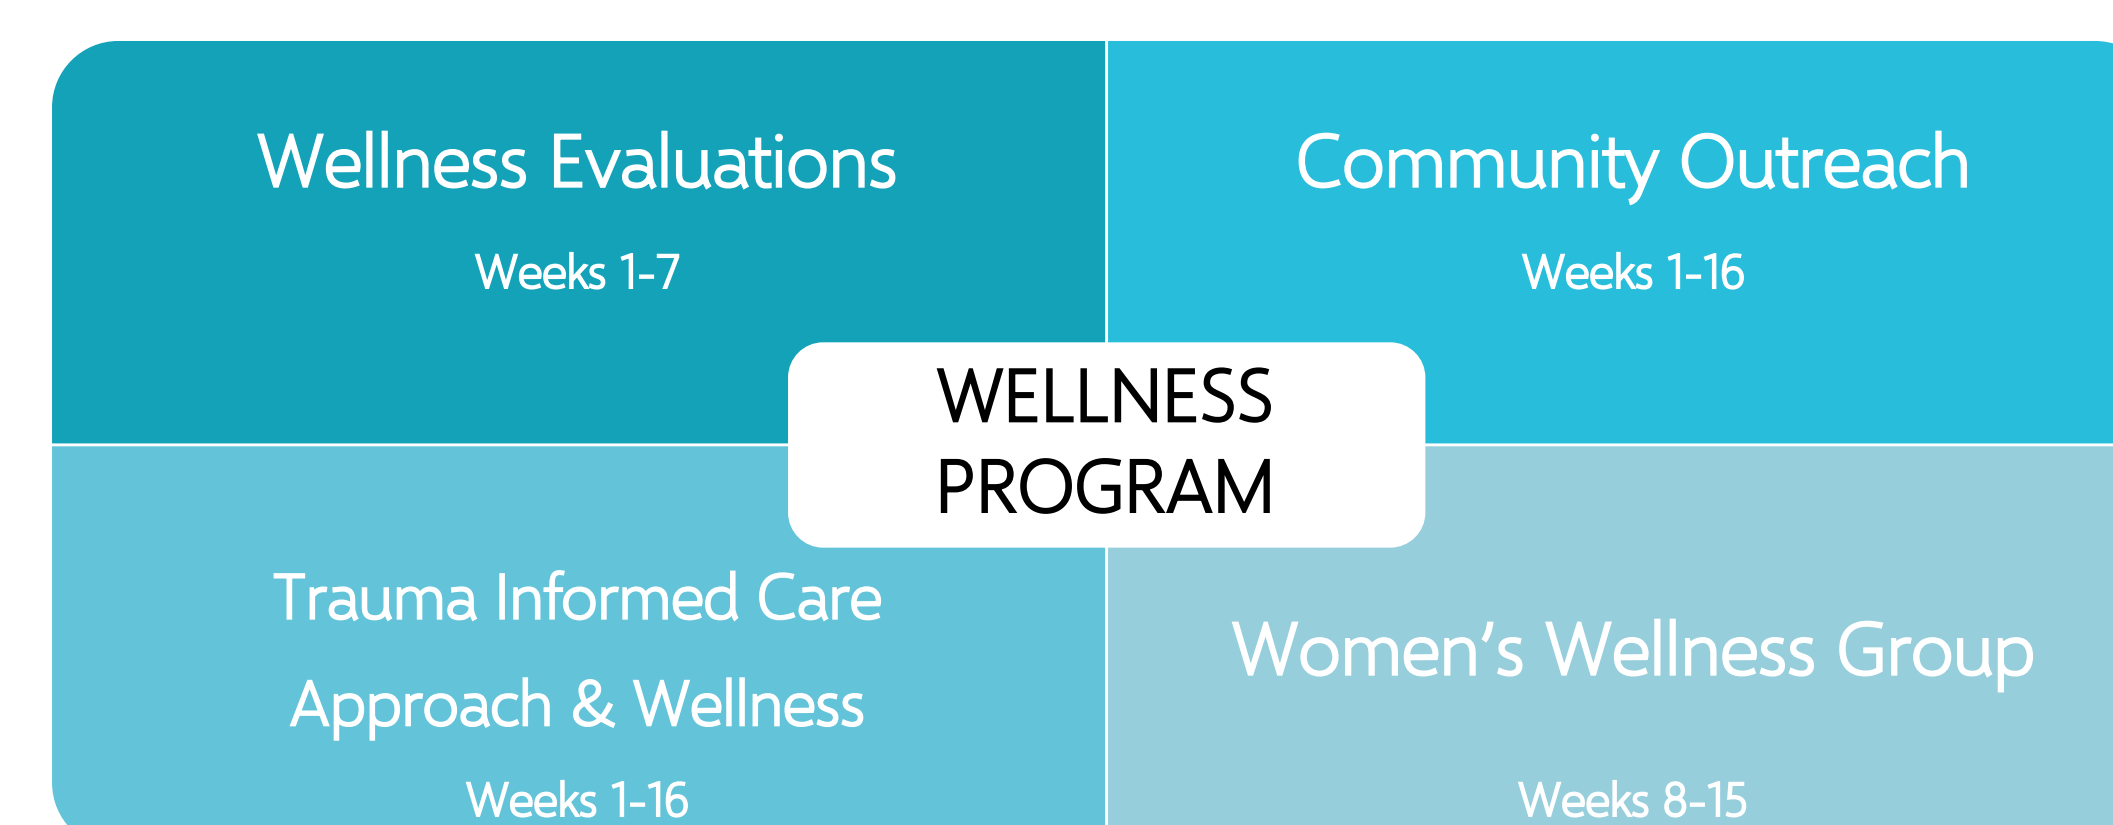 Wellness Evaluations
Weeks 1-7
Community Outreach
Weeks 1-16
WELLNESS
PROGRAM
Trauma Informed Care
Approach & Wellness
Weeks 1-16
Women's Wellness Group
Weeks 8-15